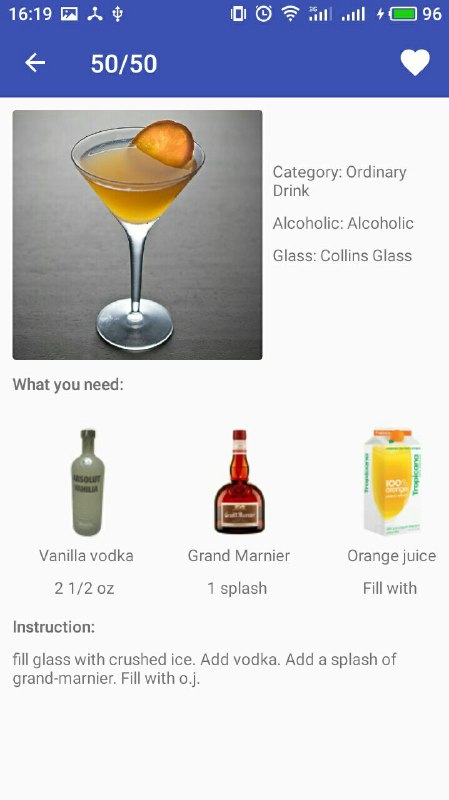 16:19
3G
96
50/50
Category: Ordinary
Drink
Alcoholic: Alcoholic
Glass: Collins Glass
What you need:
ABSOLUT
VANILIA
Grand Marnier
100%
orange
Tropicana
Tropicana
Vanilla vodka
Grand Marnier
Orange juice
2 1/2 oz
1 splash
Fill with
Instruction:
fill glass with crushed ice. Add vodka. Add a splash of
grand-marnier. Fill with o.j.